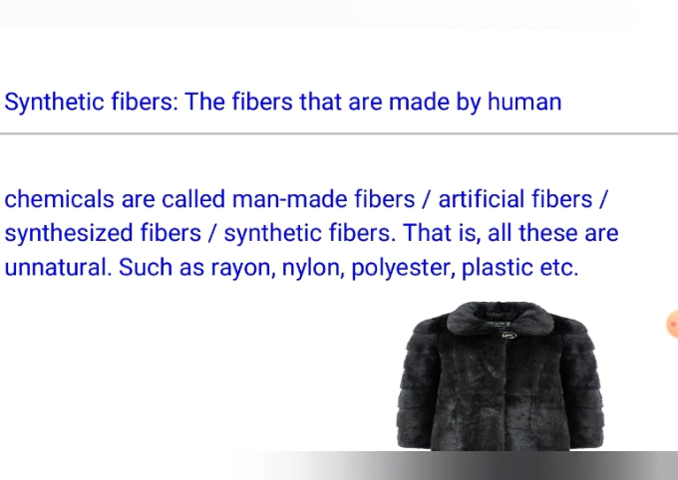 Synthetic fibers: The fibers that are made by human
chemicals are called man-made fibers / artificial fibers /
synthesized fibers / synthetic fibers. That is, all these are
unnatural. Such as rayon, nylon, polyester, plastic etc.